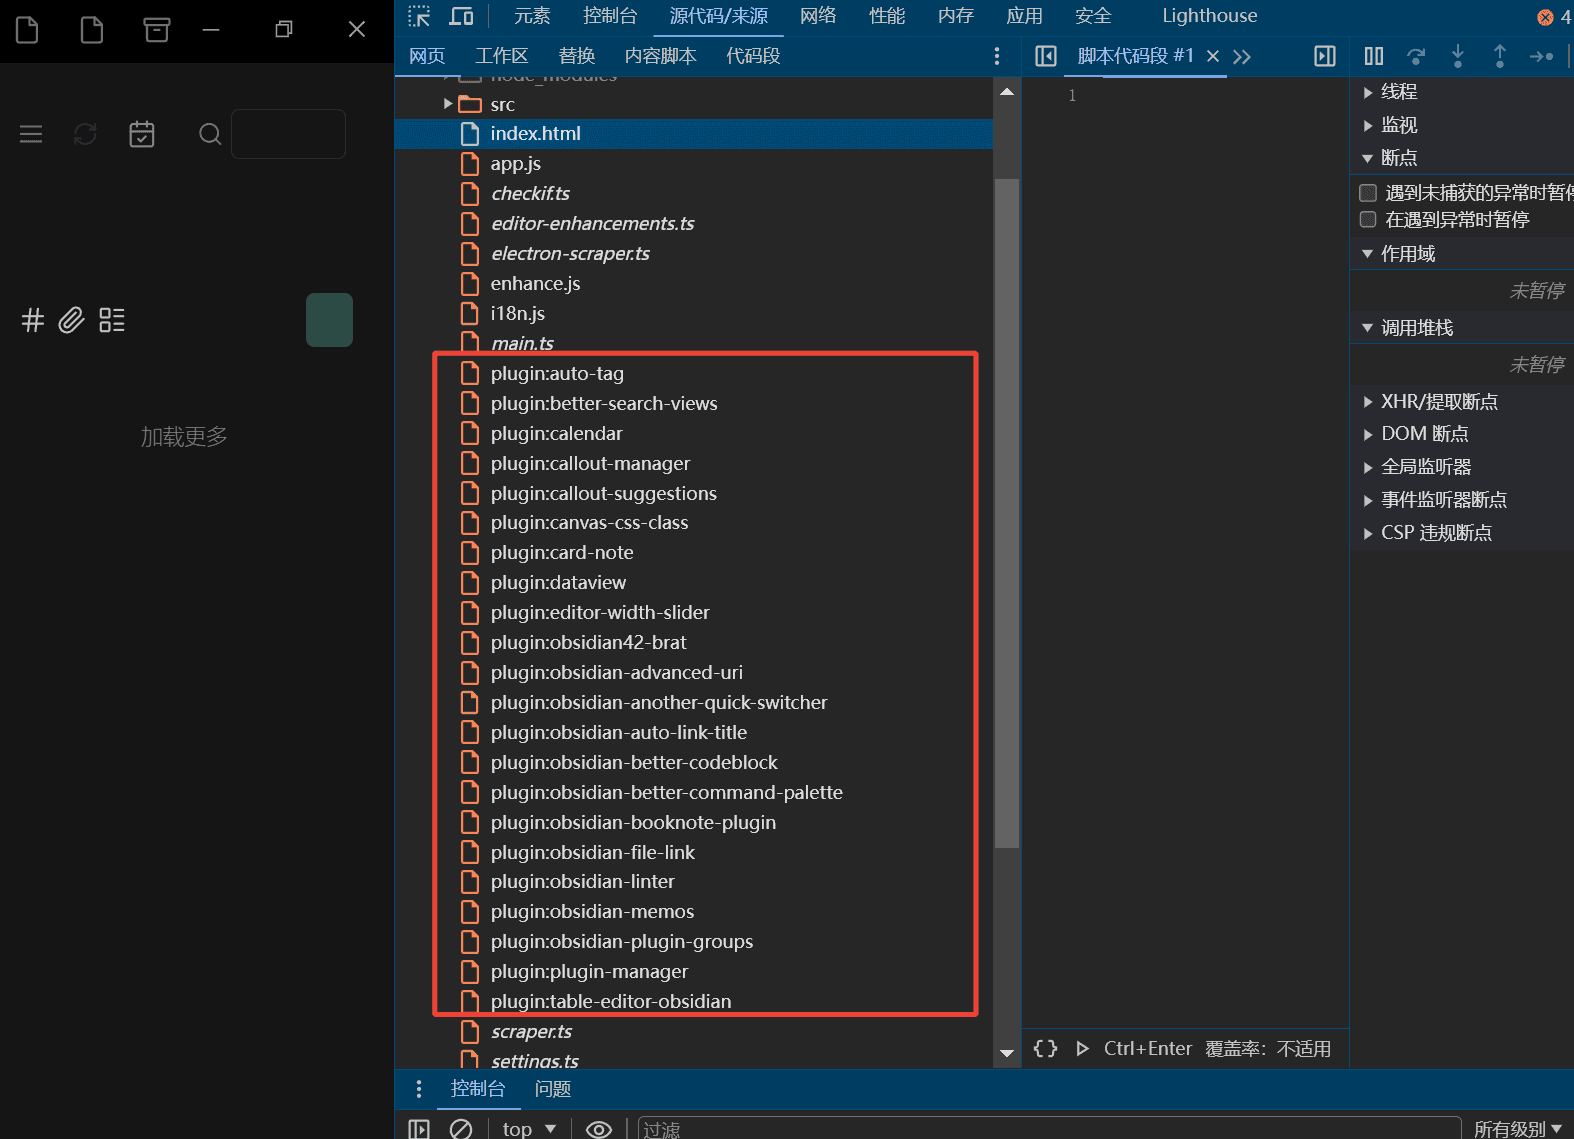 元素 控制台 源代码/来源 网络 性能 内存 应用 安全 Lighthouse 4
网页 工作区 替换 内容脚本 代码段 脚本代码段 #1
node_modules
src
index.html
app.js
checkif.ts
editor-enhancements.ts
electron-scraper.ts
enhance.js
i18n.js
main.ts
plugin:auto-tag
plugin:better-search-views
plugin:calendar
plugin:callout-manager
plugin:callout-suggestions
plugin:canvas-css-class
plugin:card-note
plugin:dataview
plugin:editor-width-slider
plugin:obsidian42-brat
plugin:obsidian-advanced-uri
plugin:obsidian-another-quick-switcher
plugin:obsidian-auto-link-title
plugin:obsidian-better-codeblock
plugin:obsidian-better-command-palette
plugin:obsidian-booknote-plugin
plugin:obsidian-file-link
plugin:obsidian-linter
plugin:obsidian-memos
plugin:obsidian-plugin-groups
plugin:plugin-manager
plugin:table-editor-obsidian
scraper.ts
settings.ts
加载更多
1
{} Ctrl+Enter 覆盖率: 不适用
线程
监视
断点
遇到未捕获的异常时暂停
在遇到异常时暂停
作用域
未暂停
调用堆栈
未暂停
XHR/提取断点
DOM 断点
全局监听器
事件监听器断点
CSP 违规断点
控制台 问题
top 过滤 所有级别